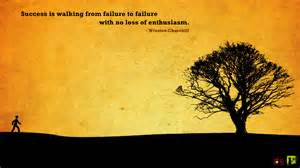 Success is walking from failure to failure
with no loss of enthusiasm.
- Winston Churchill